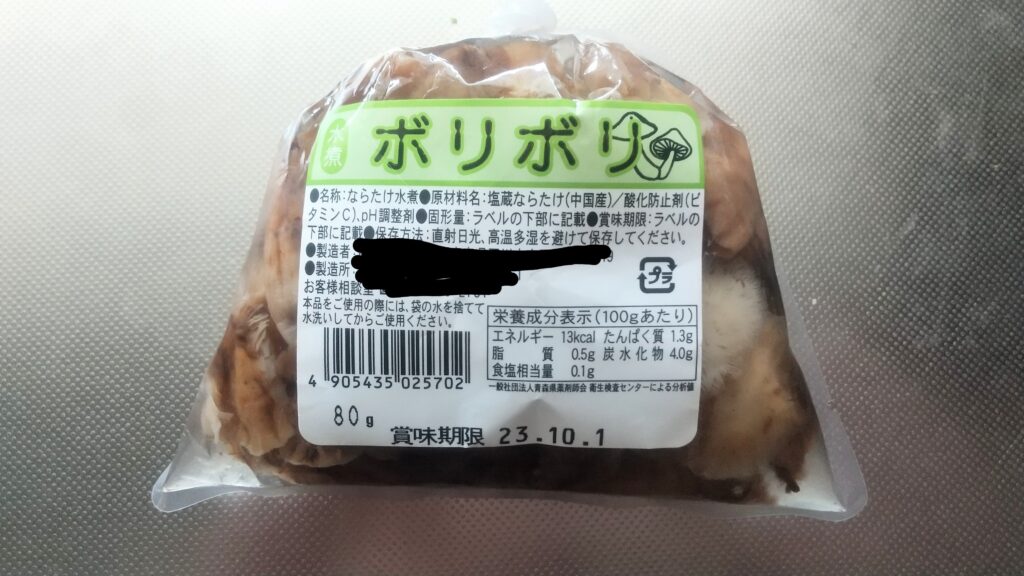 水煮
ボリボリ
●名称:ならたけ水煮●原材料名:塩蔵ならたけ(中国産)/酸化防止剤(ビ
タミンC)、pH調整剤●固形量:ラベルの下部に記載●賞味期限:ラベルの
下部に記載●保存方法:直射日光、高温多湿を避けて保存してください。
●製造者
●製造所
お客様相談室
本品をご使用の際には、袋の水を捨てて
水洗いしてからご使用ください。
プラ
栄養成分表示(100gあたり)
エネルギー 13kcal たんぱく質 1.3g
脂質 0.5g 炭水化物 4.0g
食塩相当量 0.1g
一般社団法人青森県薬剤師会 衛生検査センターによる分析値
4 905435 025702
80g
賞味期限 23.10.1